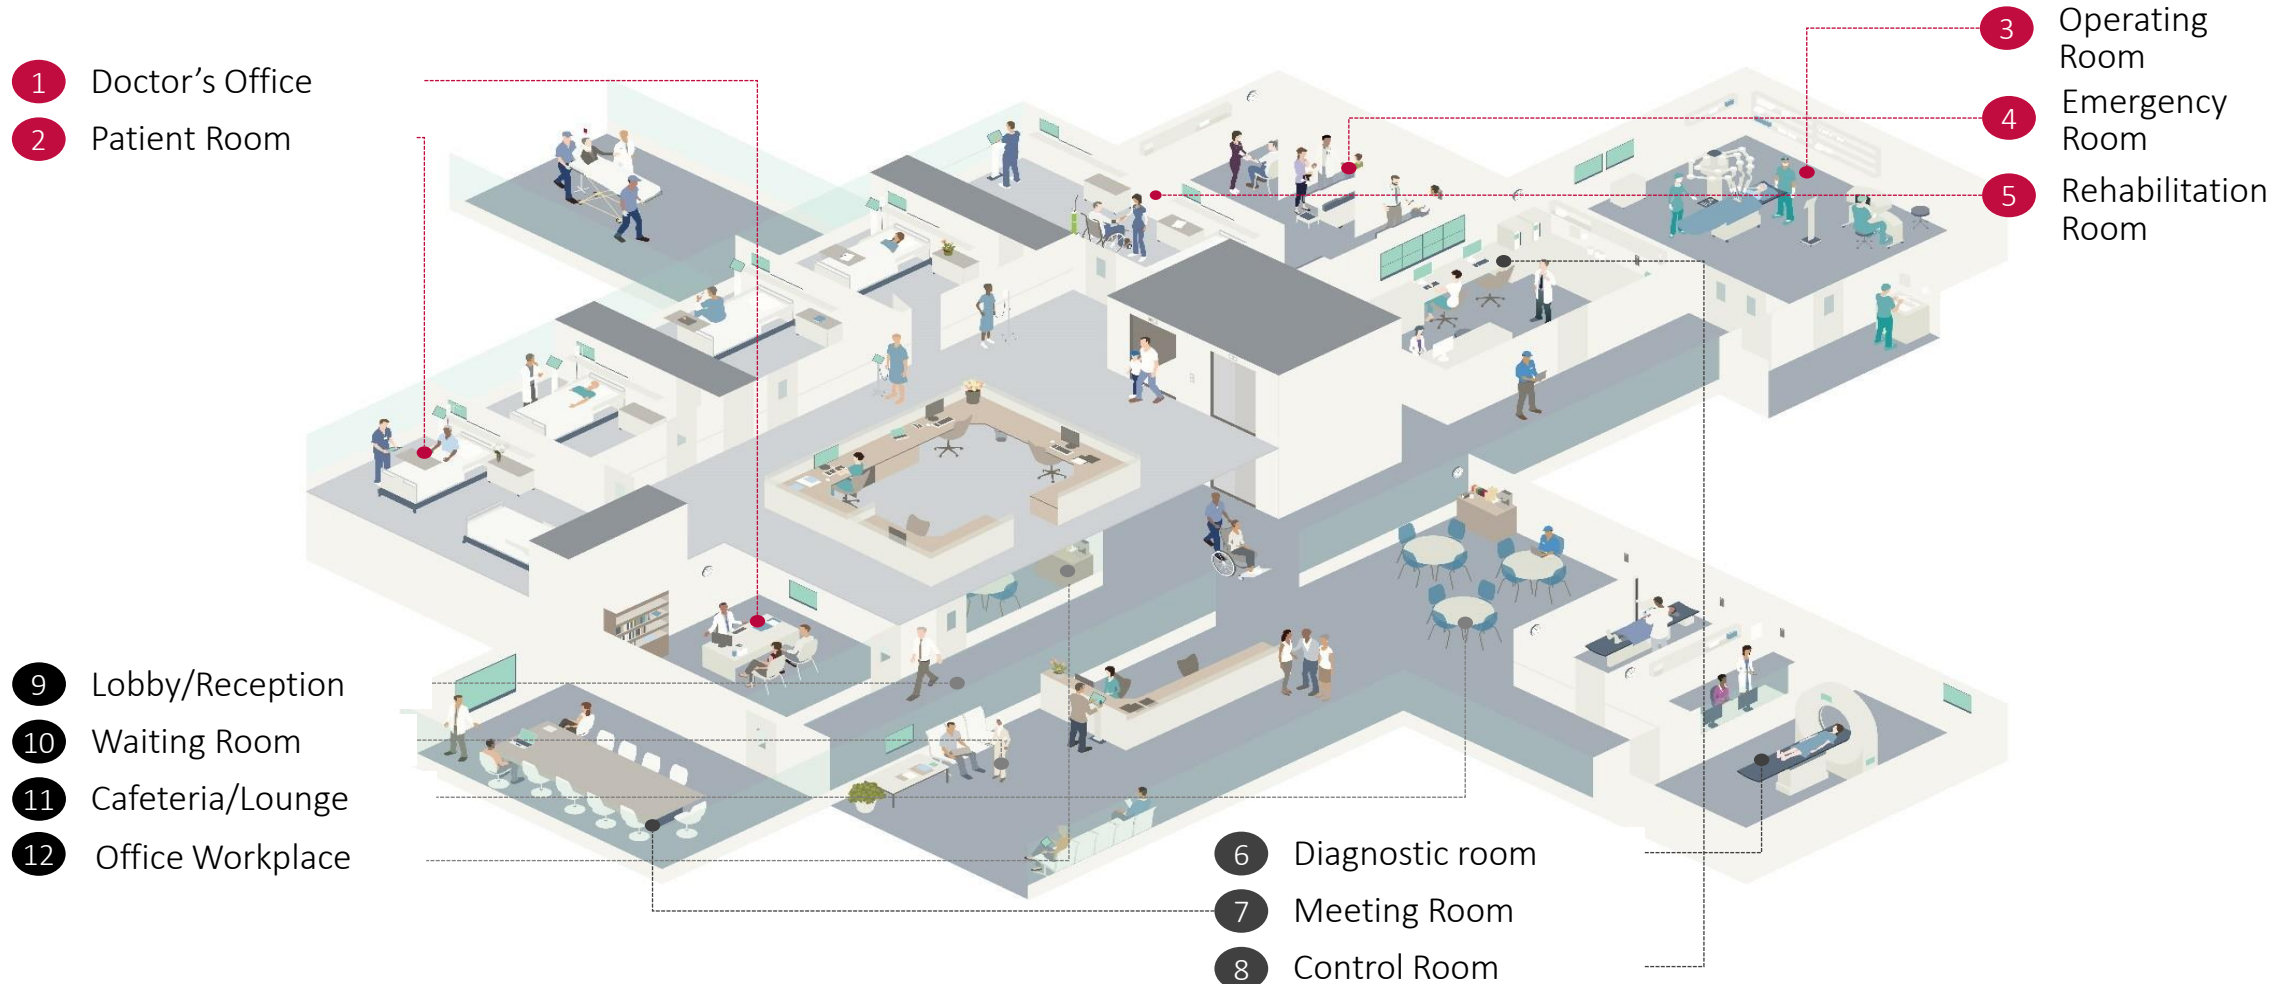 1 Doctor’s Office
2 Patient Room
3 Operating
Room
4 Emergency
Room
5 Rehabilitation
Room
9 Lobby/Reception
10 Waiting Room
11 Cafeteria/Lounge
12 Office Workplace
6 Diagnostic room
7 Meeting Room
8 Control Room